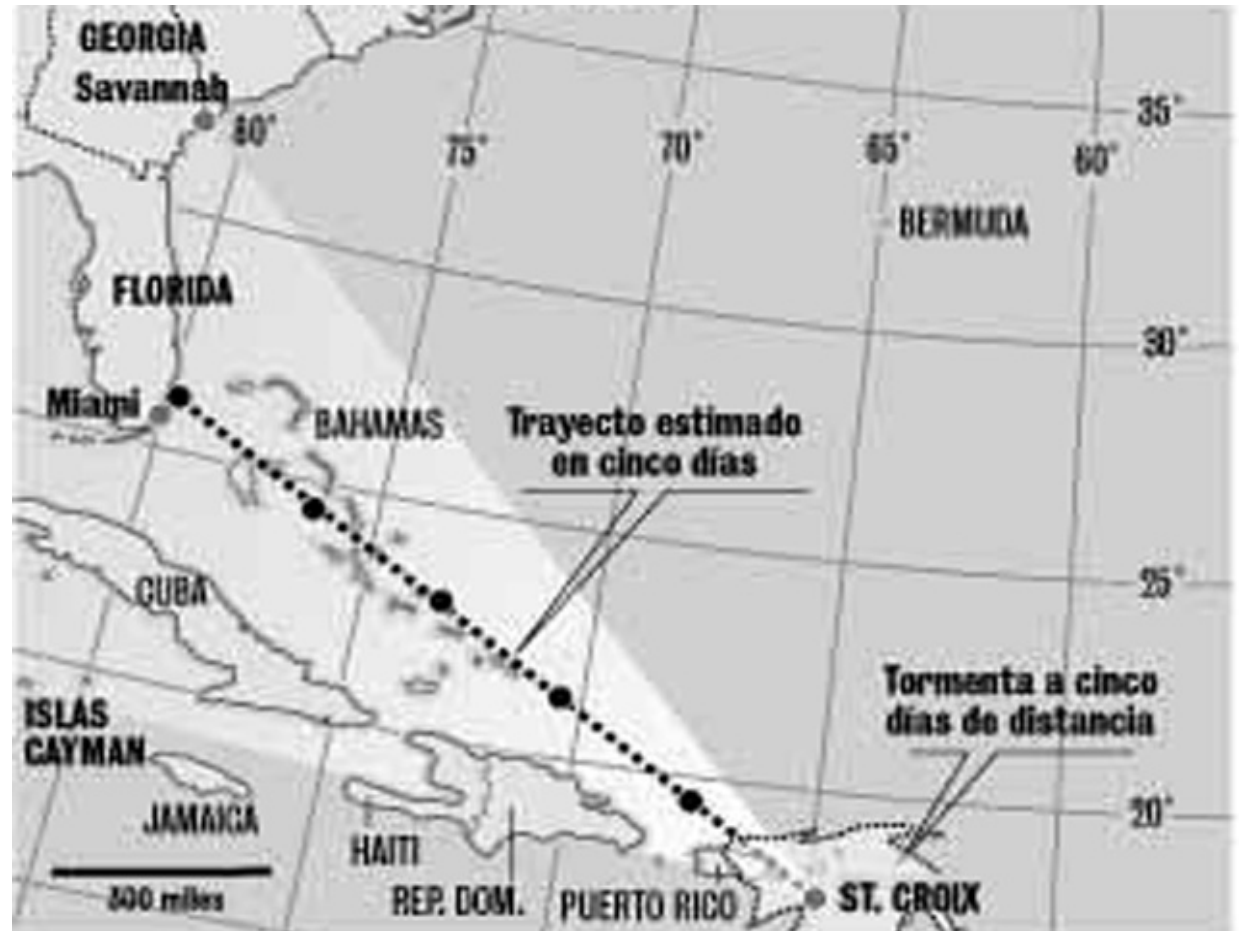 GEORGIA
Savannah
80°
75°
70°
65°
60°
35°
BERMUDA
FLORIDA
30°
Miami
BAHAMAS
Trayecto estimado
en cinco días
25°
CUBA
Tormenta a cinco
días de distancia
ISLAS
CAYMAN
20°
JAMAICA
HAITI
miles
REP. DOM.
PUERTO RICO
ST. CROIX